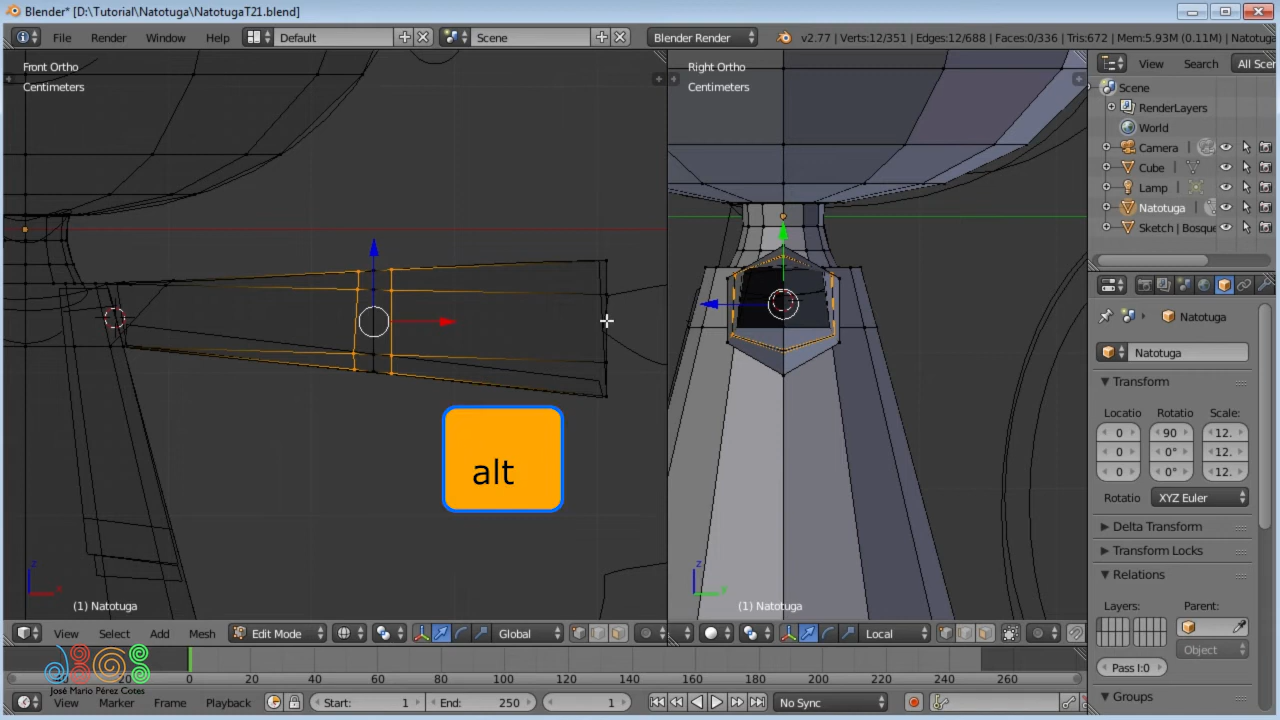 Blender* [D:\Tutorial\Natotuga\NatotugaT21.blend]
File Render Window Help Default Scene Blender Render v2.77 | Verts:12/351 | Edges:12/688 | Faces:0/336 | Tris:672 | Mem:5.93M (0.11M) | Natotuga
Front Ortho
Centimeters
Right Ortho
Centimeters
View Search All Scen
Scene
RenderLayers
World
Camera
Cube
Lamp
Natotuga
Sketch | Bosque
Natotuga
Natotuga
Transform
Locatio Rotatio Scale:
0 90 12.
0 0° 12.
0 0° 12.
Rotatio XYZ Euler
Delta Transform
Transform Locks
Relations
Layers: Parent:
Object
Pass I:0
Groups
alt
z
x
(1) Natotuga
z
y
(1) Natotuga
View Select Add Mesh Edit Mode Global
Local
20 0 20 40 60 80 100 120 140 160 180 200 220 240 260
José Mario Pérez Cotes
View Marker Frame Playback Start: 1 End: 250 1 No Sync